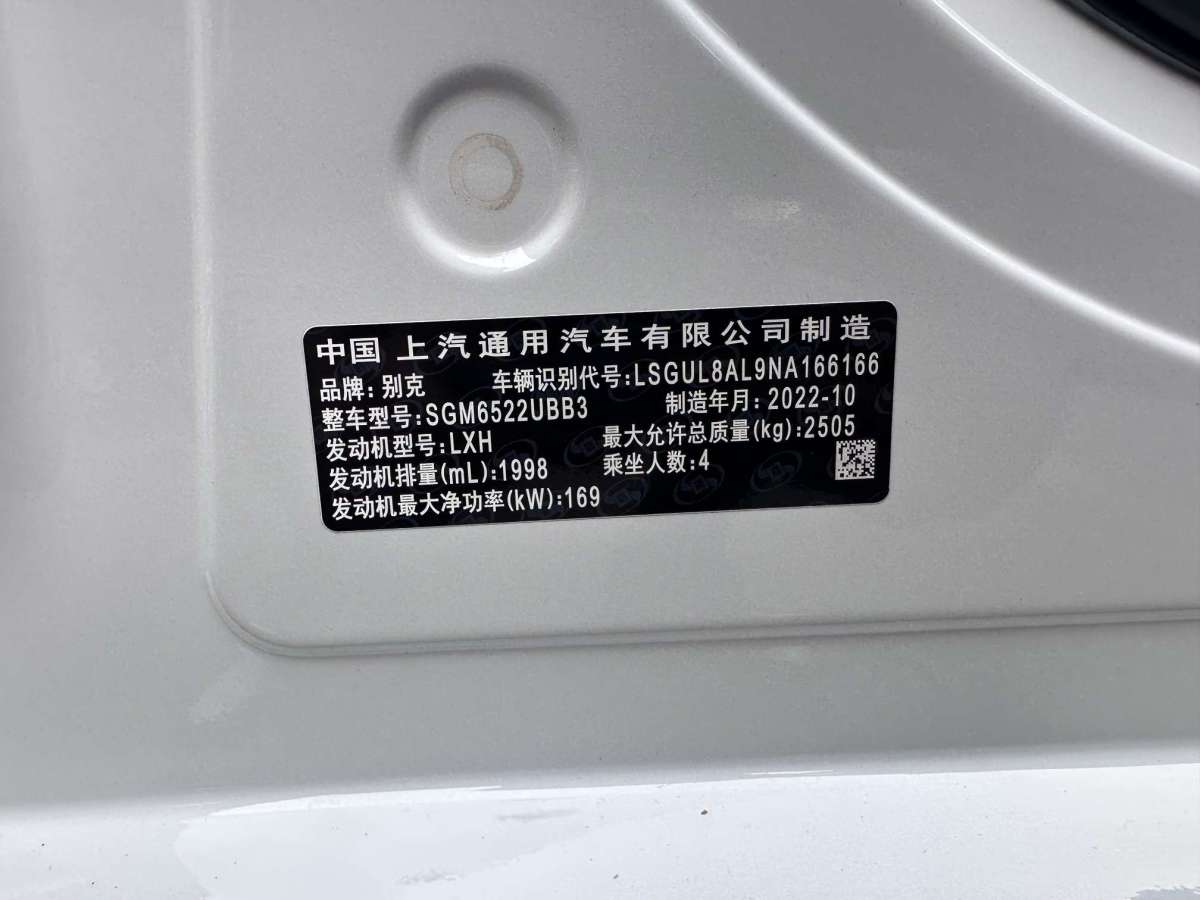 中国 上汽通用汽车有限公司制造
品牌:别克 车辆识别代号:LSGUL8AL9NA166166
整车型号:SGM6522UBB3 制造年月:2022-10
发动机型号:LXH 最大允许总质量(kg):2505
发动机排量(mL):1998 乘坐人数:4
发动机最大净功率(kW):169